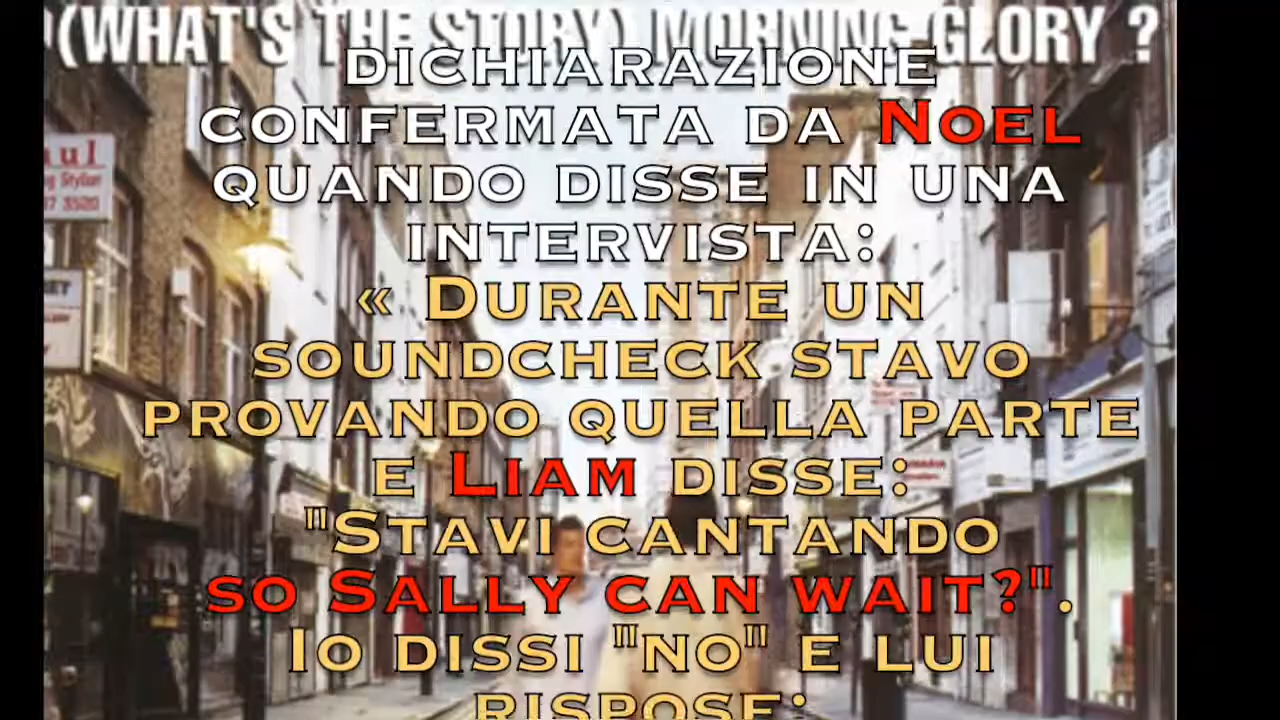 (WHAT'S THE STORY) MORNING GLORY ?
DICHIARAZIONE
CONFERMATA DA NOEL
QUANDO DISSE IN UNA
INTERVISTA:
« DURANTE UN
SOUNDCHECK STAVO
PROVANDO QUELLA PARTE
E LIAM DISSE:
"STAVI CANTANDO
SO SALLY CAN WAIT?".
IO DISSI "NO" E LUI
RISPOSE: